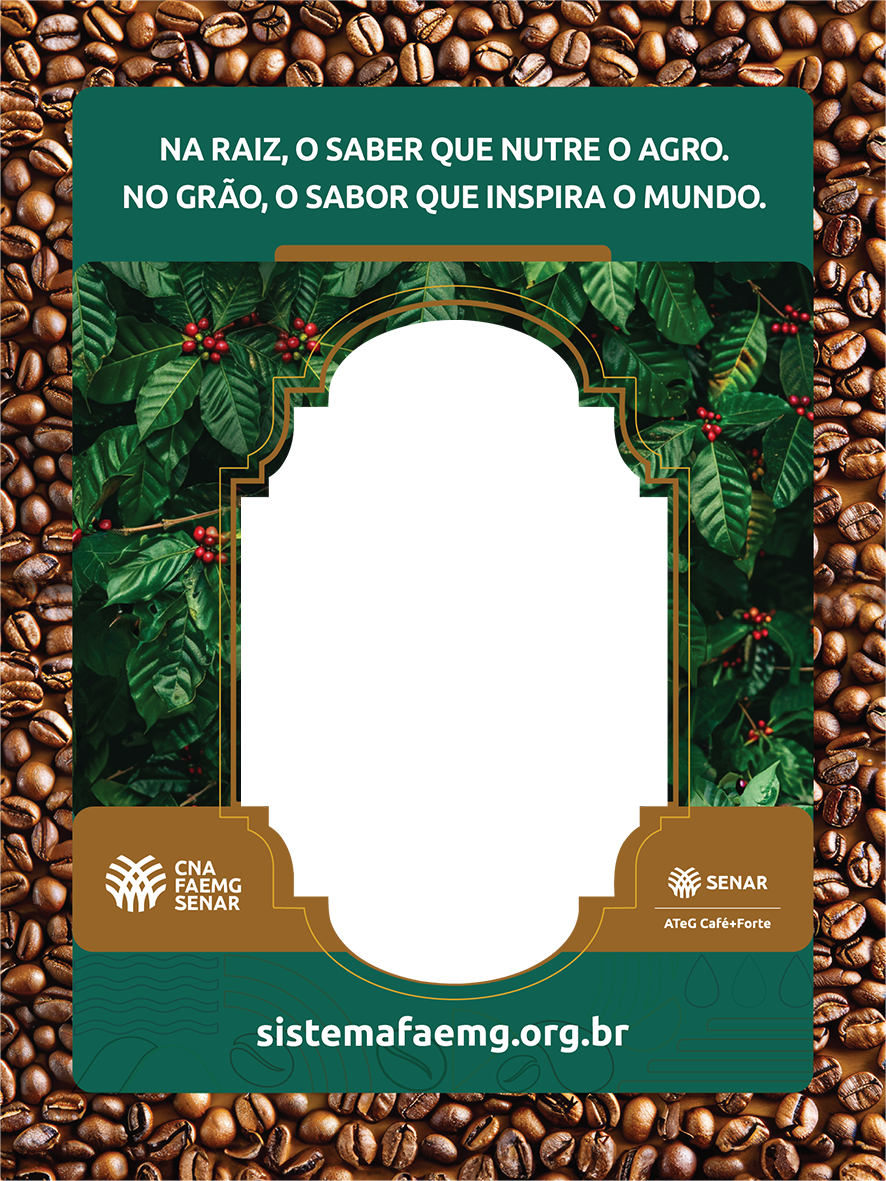 NA RAIZ, O SABER QUE NUTRE O AGRO.
NO GRÃO, O SABOR QUE INSPIRA O MUNDO.
CNA
FAEMG
SENAR
SENAR
ATeG Café+Forte
sistemafaemg.org.br